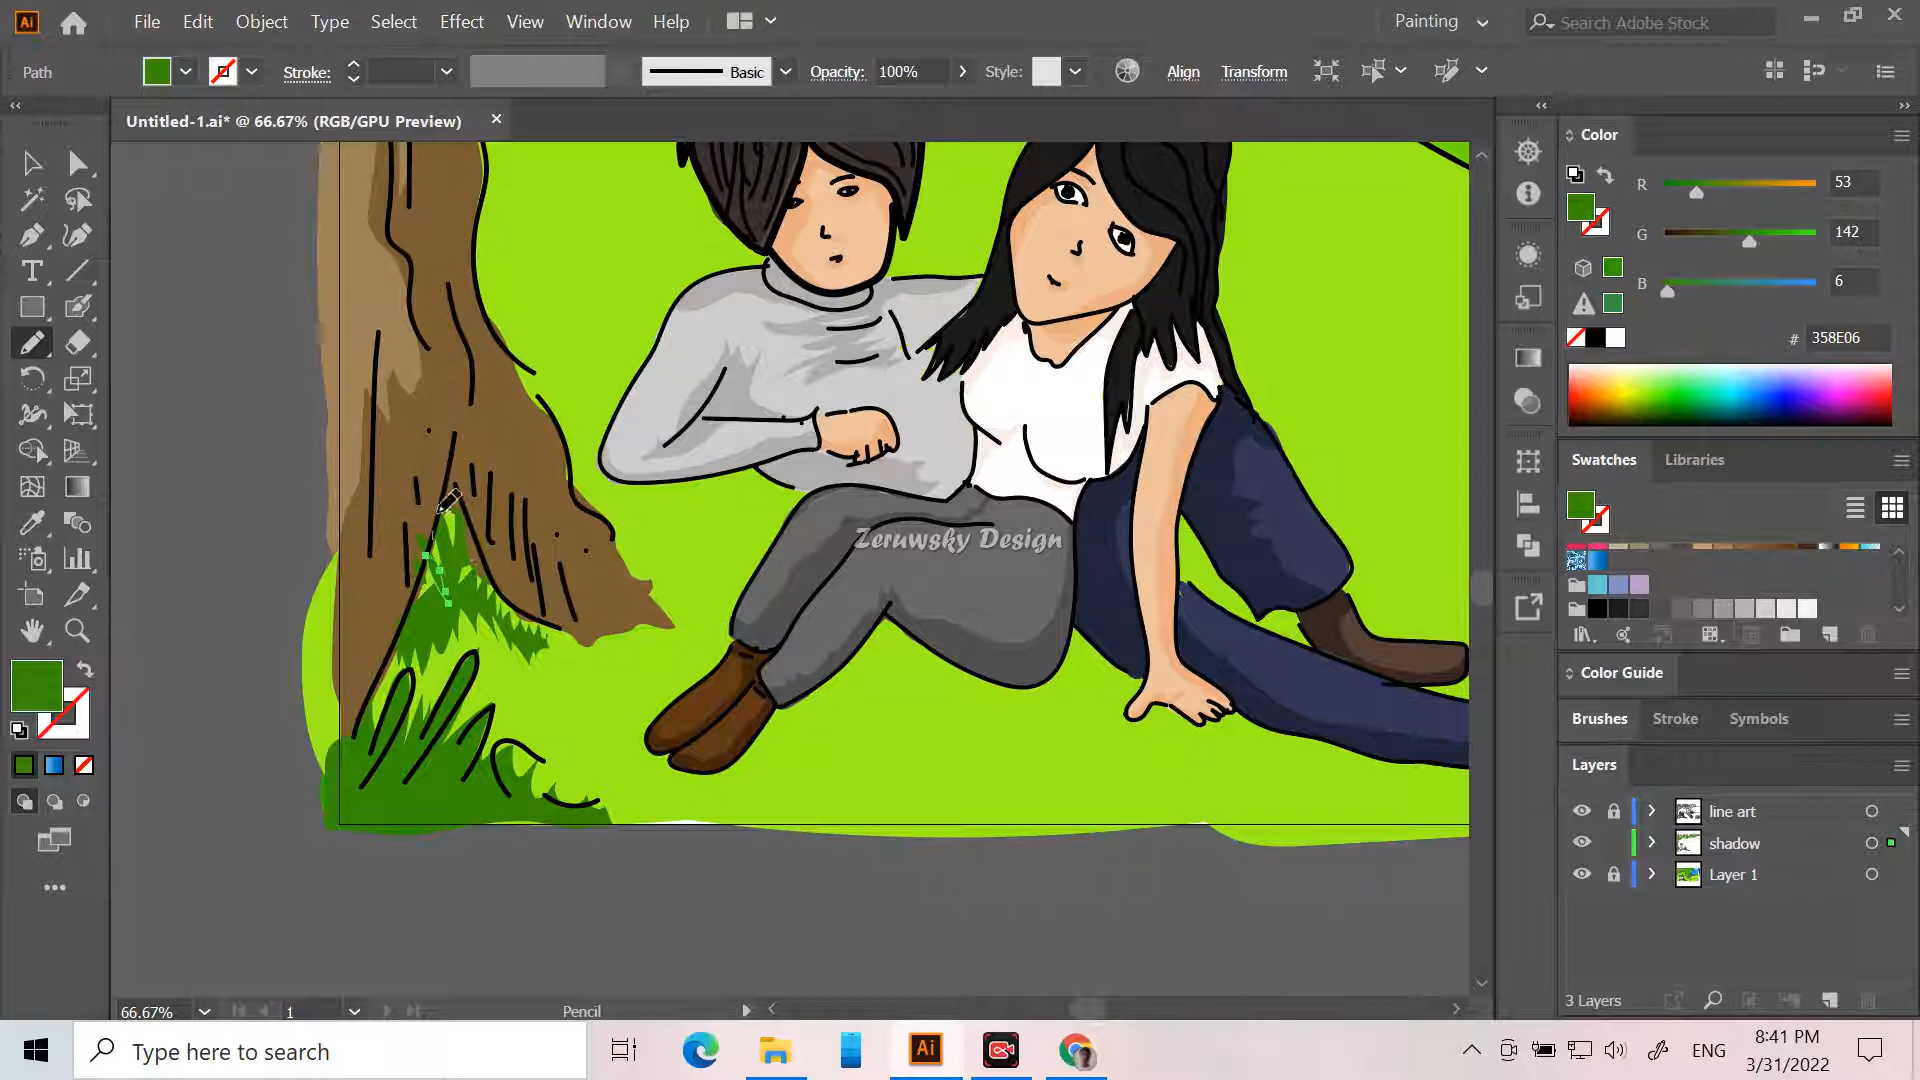 Ai File Edit Object Type Select Effect View Window Help Painting Search Adobe Stock
Path Stroke: Basic Opacity: 100% Style: Align Transform
Untitled-1.ai* @ 66.67% (RGB/GPU Preview)
Color
R 53
G 142
B 6
# 358E06
Swatches Libraries
Zeruwsky Design
Color Guide
Brushes Stroke Symbols
Layers
line art
shadow
Layer 1
3 Layers
66.67% 1 Pencil
Type here to search
Ai
ENG
8:41 PM
3/31/2022